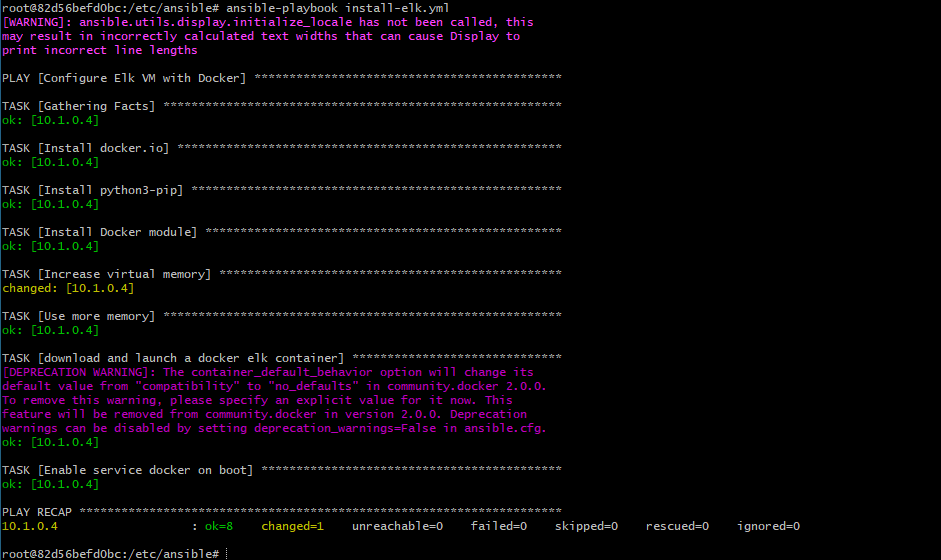 root@82d56befd0bc:/etc/ansible# ansible-playbook install-elk.yml
[WARNING]: ansible.utils.display.initialize_locale has not been called, this
may result in incorrectly calculated text widths that can cause Display to
print incorrect line lengths
PLAY [Configure Elk VM with Docker] ********************************************
TASK [Gathering Facts] *********************************************************
ok: [10.1.0.4]
TASK [Install docker.io] *******************************************************
ok: [10.1.0.4]
TASK [Install python3-pip] *****************************************************
ok: [10.1.0.4]
TASK [Install Docker module] ***************************************************
ok: [10.1.0.4]
TASK [Increase virtual memory] *************************************************
changed: [10.1.0.4]
TASK [Use more memory] *********************************************************
ok: [10.1.0.4]
TASK [download and launch a docker elk container] ******************************
[DEPRECATION WARNING]: The container_default_behavior option will change its
default value from "compatibility" to "no_defaults" in community.docker 2.0.0.
To remove this warning, please specify an explicit value for it now. This
feature will be removed from community.docker in version 2.0.0. Deprecation
warnings can be disabled by setting deprecation_warnings=False in ansible.cfg.
ok: [10.1.0.4]
TASK [Enable service docker on boot] *******************************************
ok: [10.1.0.4]
PLAY RECAP *********************************************************************
10.1.0.4                   : ok=8    changed=1    unreachable=0    failed=0    skipped=0    rescued=0    ignored=0
root@82d56befd0bc:/etc/ansible#